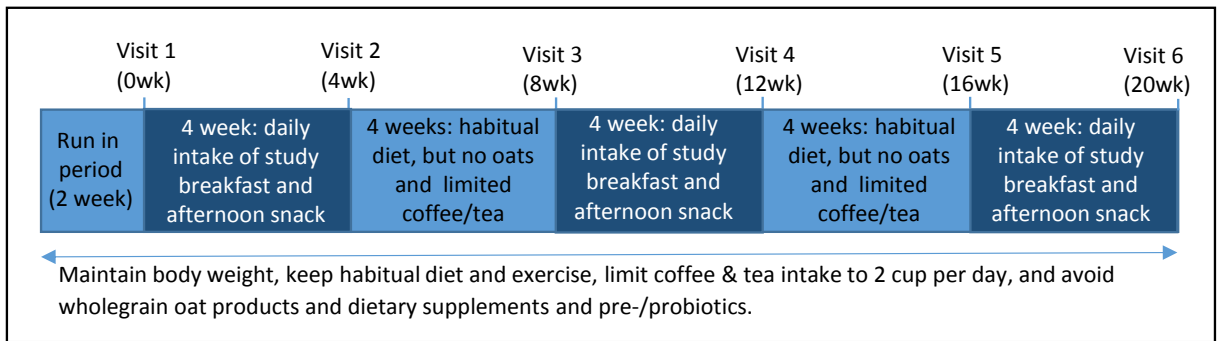 Visit 1
(0wk)
Visit 2
(4wk)
Visit 3
(8wk)
Visit 4
(12wk)
Visit 5
(16wk)
Visit 6
(20wk)
Run in
period
(2 week)
4 week: daily
intake of study
breakfast and
afternoon snack
4 weeks: habitual
diet, but no oats
and limited
coffee/tea
4 week: daily
intake of study
breakfast and
afternoon snack
4 weeks: habitual
diet, but no oats
and limited
coffee/tea
4 week: daily
intake of study
breakfast and
afternoon snack
Maintain body weight, keep habitual diet and exercise, limit coffee & tea intake to 2 cup per day, and avoid
wholegrain oat products and dietary supplements and pre-/probiotics.